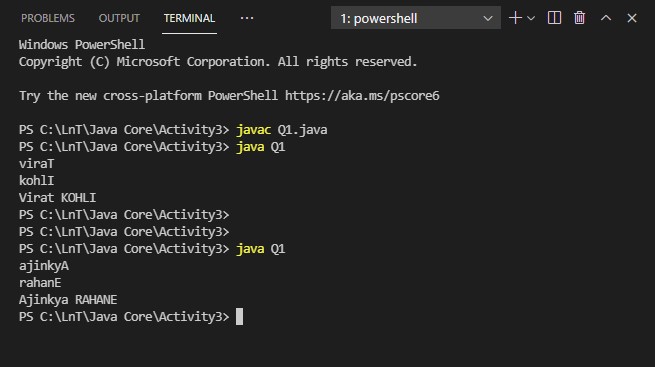 PROBLEMS OUTPUT TERMINAL ... 1: powershell
Windows PowerShell
Copyright (C) Microsoft Corporation. All rights reserved.
Try the new cross-platform PowerShell https://aka.ms/pscore6
PS C:\LnT\Java Core\Activity3> javac Q1.java
PS C:\LnT\Java Core\Activity3> java Q1
viraT
kohlI
Virat KOHLI
PS C:\LnT\Java Core\Activity3>
PS C:\LnT\Java Core\Activity3>
PS C:\LnT\Java Core\Activity3> java Q1
ajinkyA
rahanE
Ajinkya RAHANE
PS C:\LnT\Java Core\Activity3>